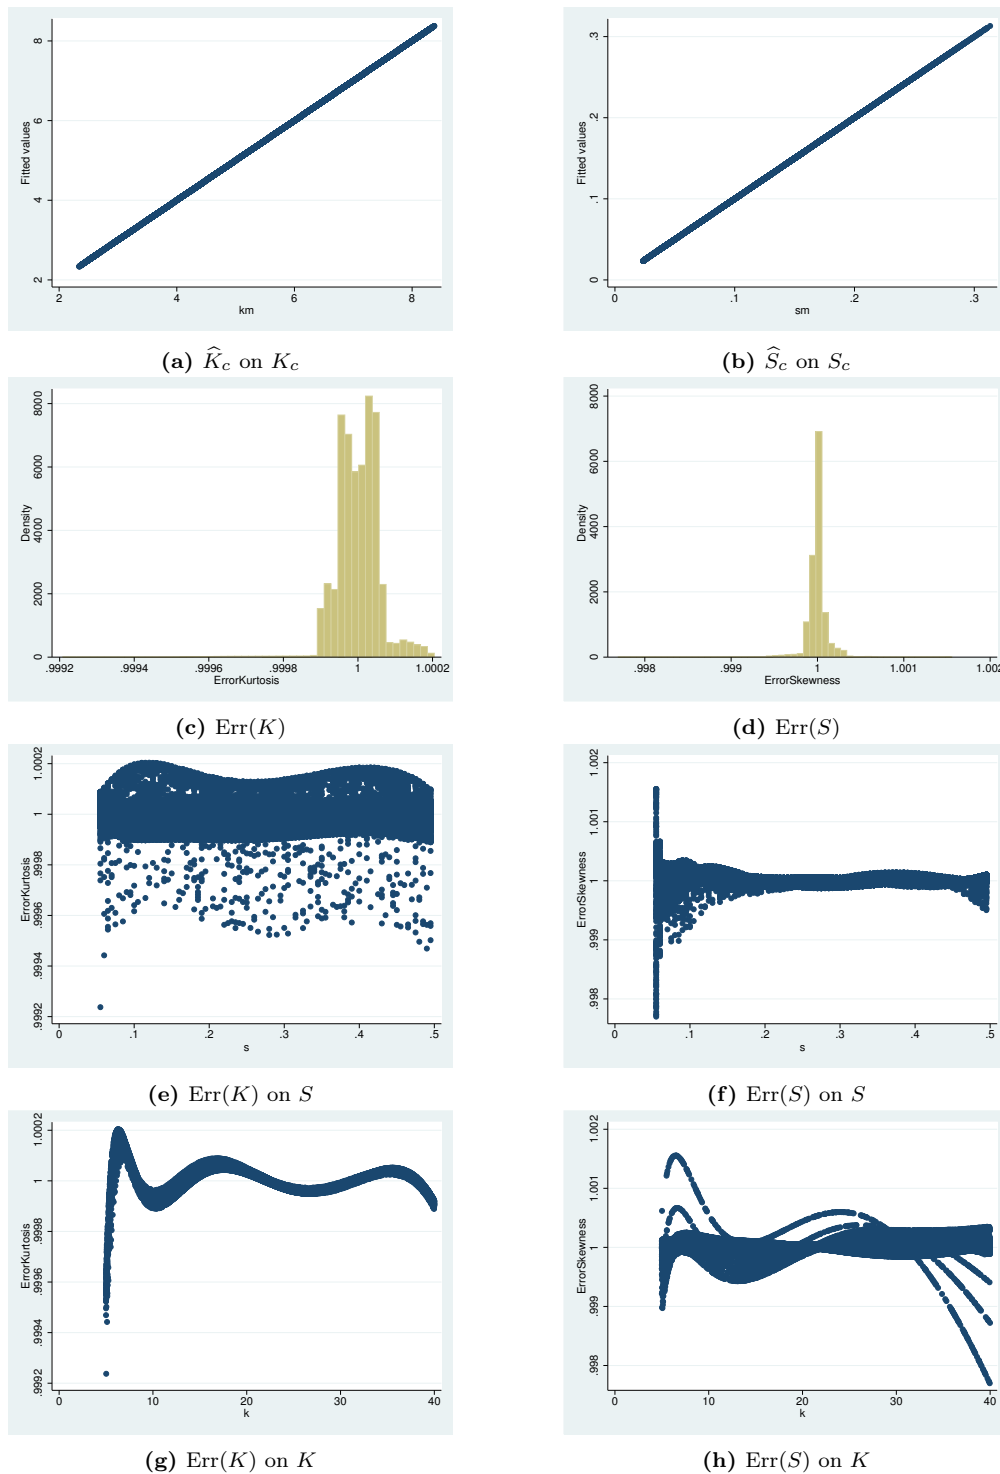 Fitted values
8
6
4
2
2 4 6 8
km
(a) K̂_c on K_c
Fitted values
.3
.2
.1
0
0 .1 .2 .3
sm
(b) Ŝ_c on S_c
Density
8000
6000
4000
2000
0
.9992 .9994 .9996 .9998 1 1.0002
ErrorKurtosis
(c) Err(K)
Density
8000
6000
4000
2000
0
.998 .999 1 1.001 1.002
ErrorSkewness
(d) Err(S)
ErrorKurtosis
1.0002
1
.9998
.9996
.9994
.9992
0 .1 .2 .3 .4 .5
s
(e) Err(K) on S
ErrorSkewness
1.002
1.001
1
.999
.998
0 .1 .2 .3 .4 .5
s
(f) Err(S) on S
ErrorKurtosis
1.0002
1
.9998
.9996
.9994
.9992
0 10 20 30 40
k
(g) Err(K) on K
ErrorSkewness
1.002
1.001
1
.999
.998
0 10 20 30 40
k
(h) Err(S) on K